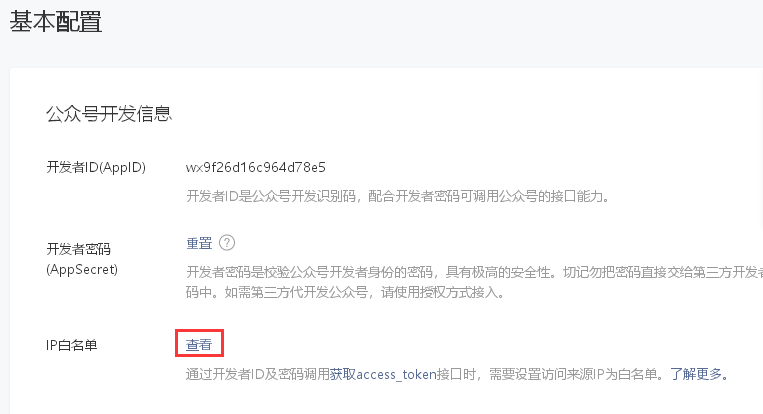 基本配置
公众号开发信息
开发者ID(AppID) wx9f26d16c964d78e5
开发者ID是公众号开发识别码，配合开发者密码可调用公众号的接口能力。
开发者密码 重置 ?
(AppSecret)
开发者密码是校验公众号开发者身份的密码，具有极高的安全性。切记勿把密码直接交给第三方开发者
码中。如需第三方代开发公众号，请使用授权方式接入。
IP白名单 查看
通过开发者ID及密码调用获取access_token接口时，需要设置访问来源IP为白名单。了解更多。